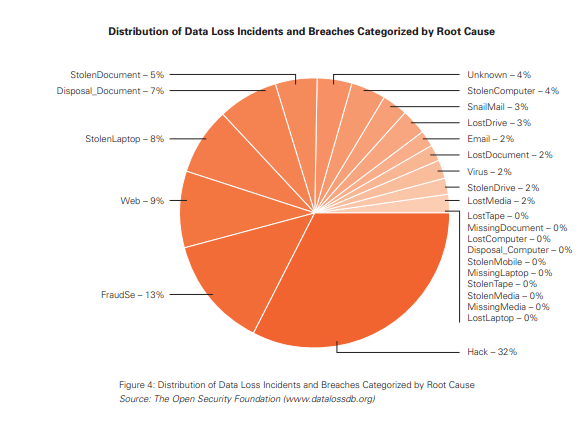 Distribution of Data Loss Incidents and Breaches Categorized by Root Cause
StolenDocument – 5%
Disposal_Document – 7%
StolenLaptop – 8%
Web – 9%
FraudSe – 13%
Unknown – 4%
StolenComputer – 4%
SnailMail – 3%
LostDrive – 3%
Email – 2%
LostDocument – 2%
Virus – 2%
StolenDrive – 2%
LostMedia – 2%
LostTape – 0%
MissingDocument – 0%
LostComputer – 0%
Disposal_Computer – 0%
StolenMobile – 0%
MissingLaptop – 0%
StolenTape – 0%
StolenMedia – 0%
MissingMedia – 0%
LostLaptop – 0%
Hack – 32%
Figure 4: Distribution of Data Loss Incidents and Breaches Categorized by Root Cause
Source: The Open Security Foundation (www.datalossdb.org)